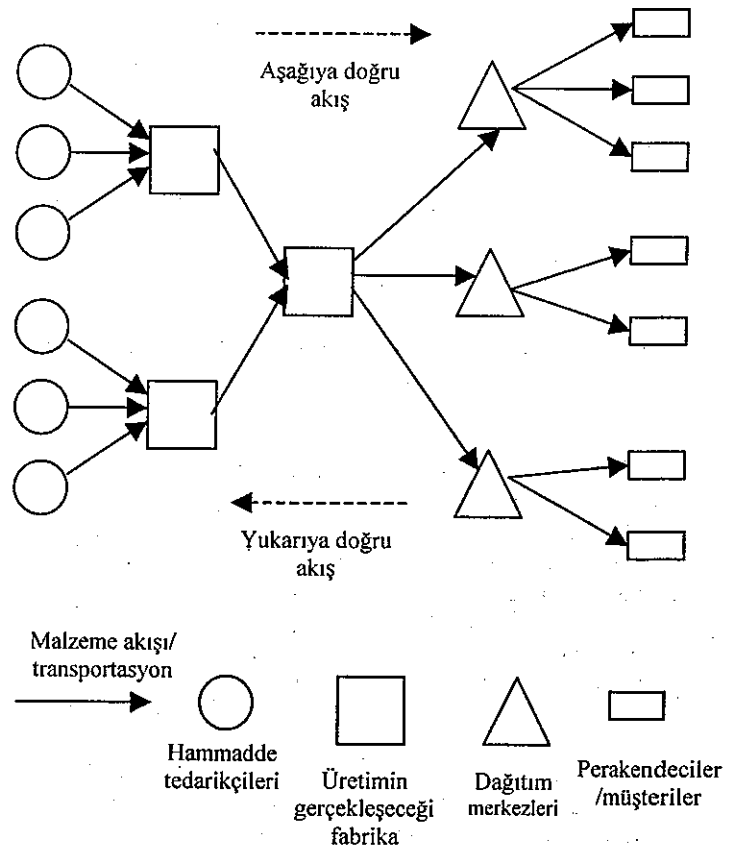 Aşağıya doğru
akış
Yukarıya doğru
akış
Malzeme akışı/
transportasyon
Hammadde
tedarikçileri
Üretimin
gerçekleşeceği
fabrika
Dağıtım
merkezleri
Perakendeciler
/müşteriler